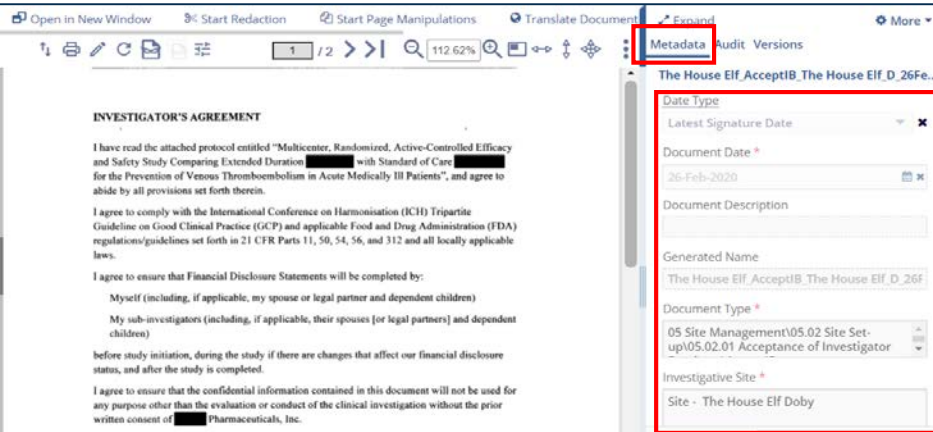 Open in New Window Start Redaction Start Page Manipulations Translate Document
1 / 2 112.62%
INVESTIGATOR'S AGREEMENT
I have read the attached protocol entitled “Multicenter, Randomized, Active-Controlled Efficacy
and Safety Study Comparing Extended Duration with Standard of Care
for the Prevention of Venous Thromboembolism in Acute Medically Ill Patients”, and agree to
abide by all provisions set forth therein.
I agree to comply with the International Conference on Harmonisation (ICH) Tripartite
Guideline on Good Clinical Practice (GCP) and applicable Food and Drug Administration (FDA)
regulations/guidelines set forth in 21 CFR Parts 11, 50, 54, 56, and 312 and all locally applicable
laws.
I agree to ensure that Financial Disclosure Statements will be completed by:
Myself (including, if applicable, my spouse or legal partner and dependent children)
My sub-investigators (including, if applicable, their spouses [or legal partners] and dependent
children)
before study initiation, during the study if there are changes that affect our financial disclosure
status, and after the study is completed.
I agree to ensure that the confidential information contained in this document will not be used for
any purpose other than the evaluation or conduct of the clinical investigation without the prior
written consent of Pharmaceuticals, Inc.
Expand More
Metadata Audit Versions
The House Elf_AcceptIB_The House Elf_D_26Fe...
Date Type
Latest Signature Date
Document Date *
26-Feb-2020
Document Description
Generated Name
The House Elf_AcceptIB_The House Elf_D_26F
Document Type *
05 Site Management\05.02 Site Set-
up\05.02.01 Acceptance of Investigator
Investigative Site *
Site - The House Elf Doby